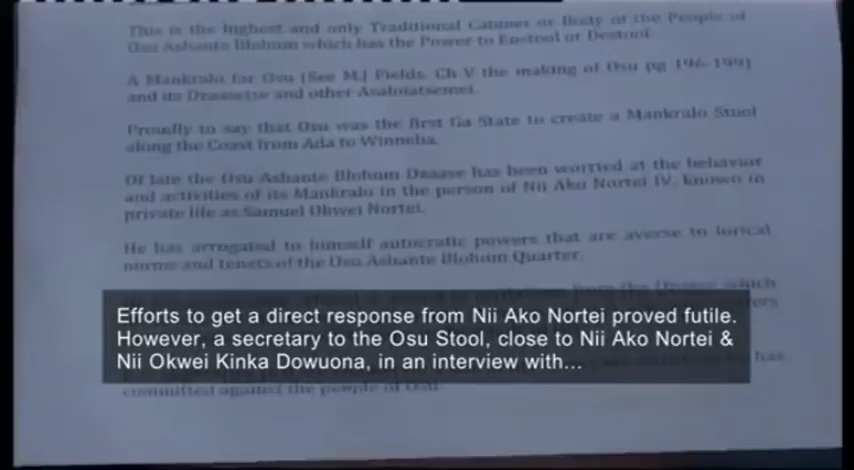 This is the highest and only Traditional Cabinet or Body of the People of
Osu Ashante Blohum which has the Power to Enstool or Destool.
A Mankralo for Osu (See M.J Fields. Ch V the making of Osu pg 196-199)
and its Dzaasetse and other Asafoiatsemei.
Proudly to say that Osu was the first Ga State to create a Mankralo Stool
along the Coast from Ada to Winneba.
Of late the Osu Ashante Blohum Dzaase has been worried at the behavior
and activities of its Mankralo in the person of Nii Ako Nortei IV, known in
private life as Samuel Okwei Nortei.
He has arrogated to himself autocratic powers that are averse to
norms and tenets of the Osu Ashante Blohum Quarter.
which
Efforts to get a direct response from Nii Ako Nortei proved futile.
However, a secretary to the Osu Stool, close to Nii Ako Nortei &
Nii Okwei Kinka Dowuona, in an interview with...
has
committed against the people of Osu.